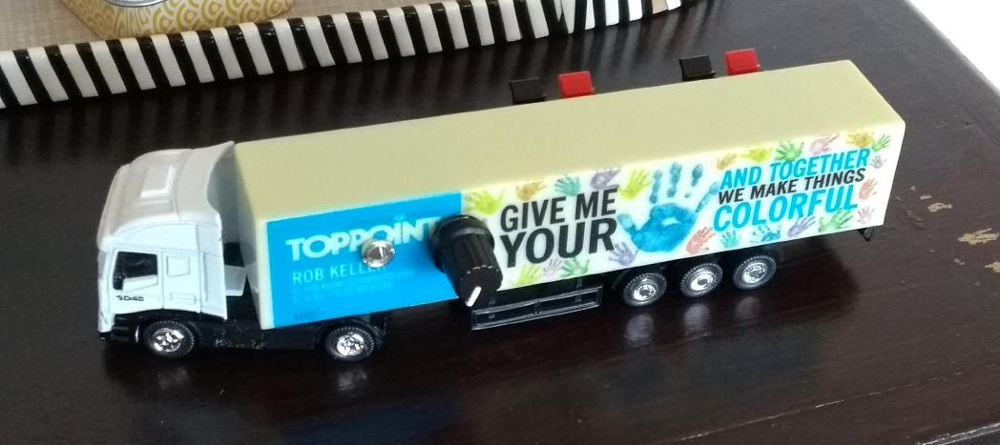 TOPPOINT
ROB KELLER
GIVE ME
YOUR
AND TOGETHER
WE MAKE THINGS
COLORFUL